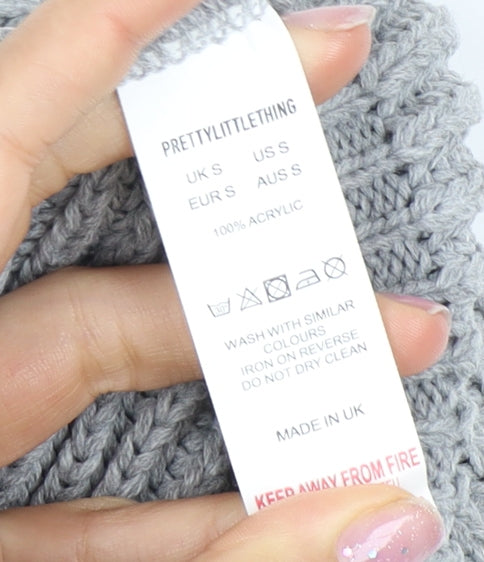 PRETTYLITTLETHING
UK S US S
EUR S AUS S
100% ACRYLIC
WASH WITH SIMILAR
COLOURS
IRON ON REVERSE
DO NOT DRY CLEAN
MADE IN UK
KEEP AWAY FROM FIRE